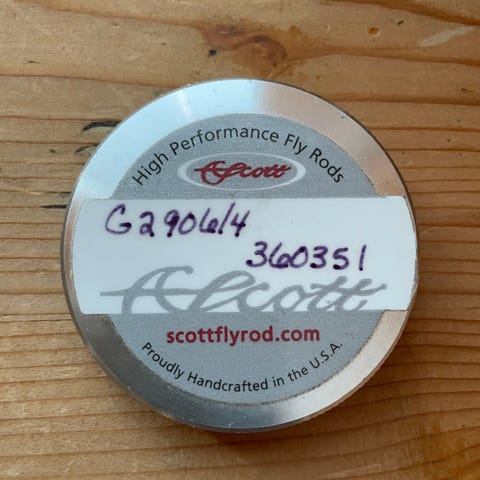 High Performance Fly Rods
Scott
G2906/4
360351
Scott
scottflyrod.com
Proudly Handcrafted in the U.S.A.